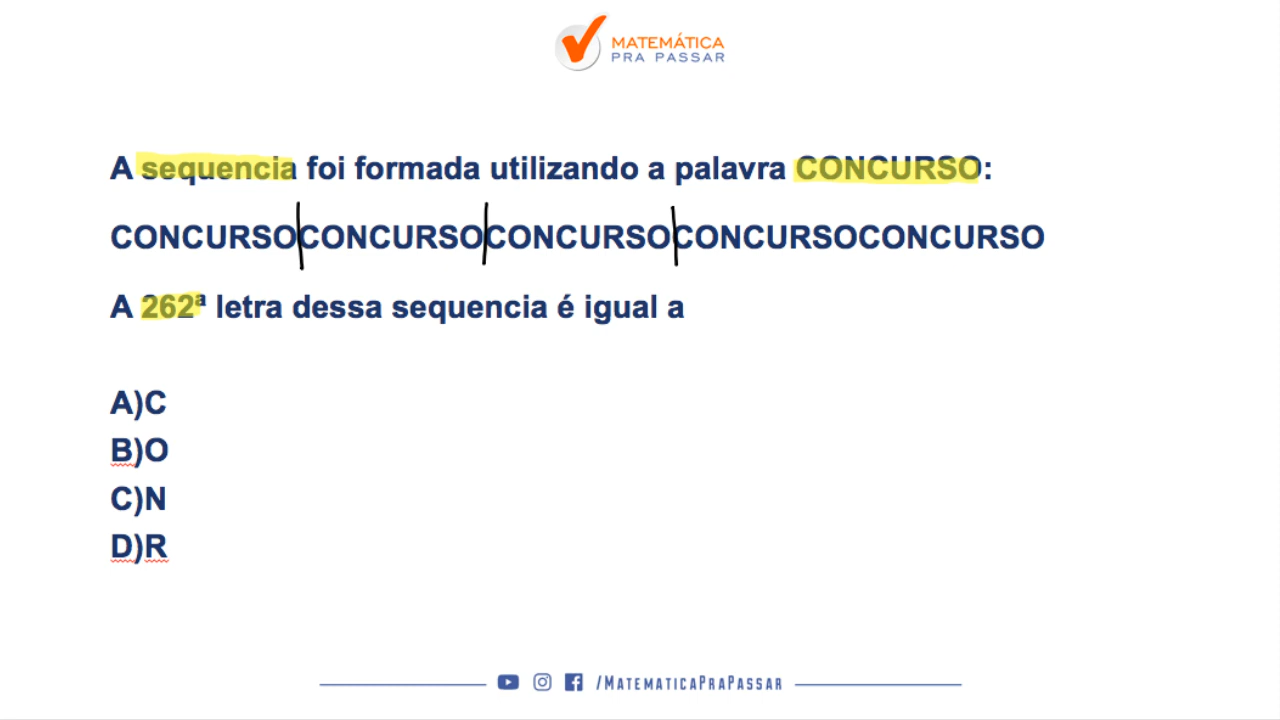 MATEMÁTICA
PRA PASSAR
A sequencia foi formada utilizando a palavra CONCURSO:
CONCURSOCONCURSOCONCURSOCONCURSOCONCURSO
A 262ª letra dessa sequencia é igual a
A)C
B)O
C)N
D)R
/MATEMATICAPRAPASSAR